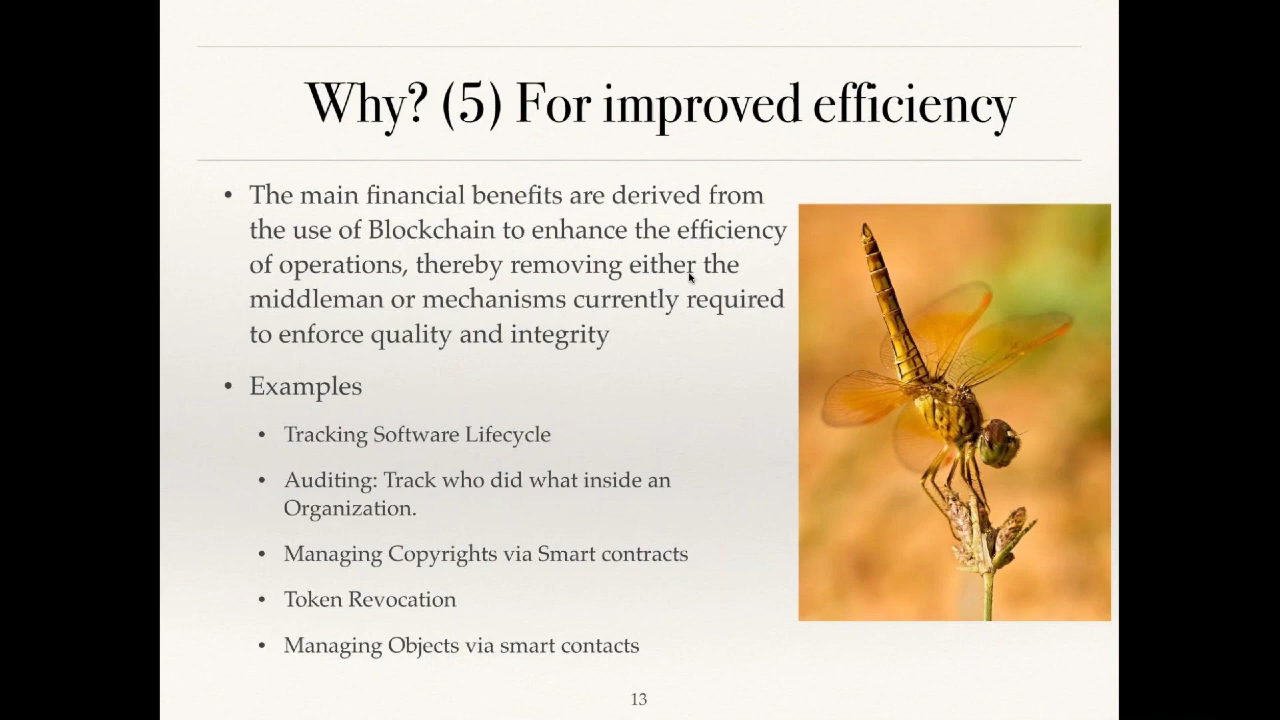 Why? (5) For improved efficiency
• The main financial benefits are derived from
the use of Blockchain to enhance the efficiency
of operations, thereby removing either the
middleman or mechanisms currently required
to enforce quality and integrity
• Examples
• Tracking Software Lifecycle
• Auditing: Track who did what inside an
Organization.
• Managing Copyrights via Smart contracts
• Token Revocation
• Managing Objects via smart contacts
13